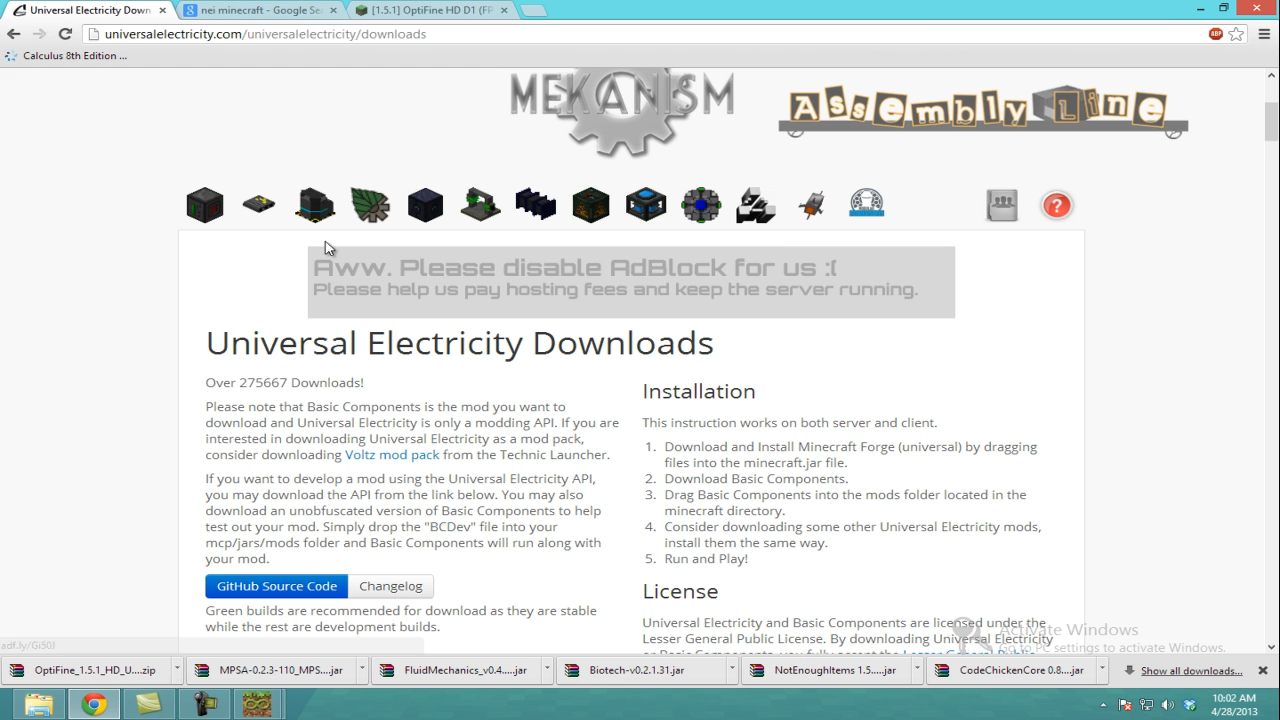 Universal Electricity Down
nei minecraft - Google Se
[1.5.1] OptiFine HD D1 (FP
universalelectricity.com/universalelectricity/downloads
ABP
Calculus 8th Edition ...
MEKANISM
Assembly Line
?
Aww. Please disable AdBlock for us :(
Please help us pay hosting fees and keep the server running.
Universal Electricity Downloads
Over 275667 Downloads!
Please note that Basic Components is the mod you want to
download and Universal Electricity is only a modding API. If you are
interested in downloading Universal Electricity as a mod pack,
consider downloading Voltz mod pack from the Technic Launcher.
If you want to develop a mod using the Universal Electricity API,
you may download the API from the link below. You may also
download an unobfuscated version of Basic Components to help
test out your mod. Simply drop the "BCDev" file into your
mcp/jars/mods folder and Basic Components will run along with
your mod.
GitHub Source Code
Changelog
Green builds are recommended for download as they are stable
while the rest are development builds.
Installation
This instruction works on both server and client.
1. Download and Install Minecraft Forge (universal) by dragging
files into the minecraft.jar file.
2. Download Basic Components.
3. Drag Basic Components into the mods folder located in the
minecraft directory.
4. Consider downloading some other Universal Electricity mods,
install them the same way.
5. Run and Play!
License
Universal Electricity and Basic Components are licensed under the
Lesser General Public License. By downloading Universal Electricity
or Basic Components, you fully accept the Lesser General Public
Activate Windows
Go to PC settings to activate Windows.
adf.ly/Gi50J
OptiFine_1.5.1_HD_U....zip
MPSA-0.2.3-110_MPS....jar
FluidMechanics_v0.4....jar
Biotech-v0.2.1.31.jar
NotEnoughItems 1.5....jar
CodeChickenCore 0.8....jar
Show all downloads...
10:02 AM
4/28/2013